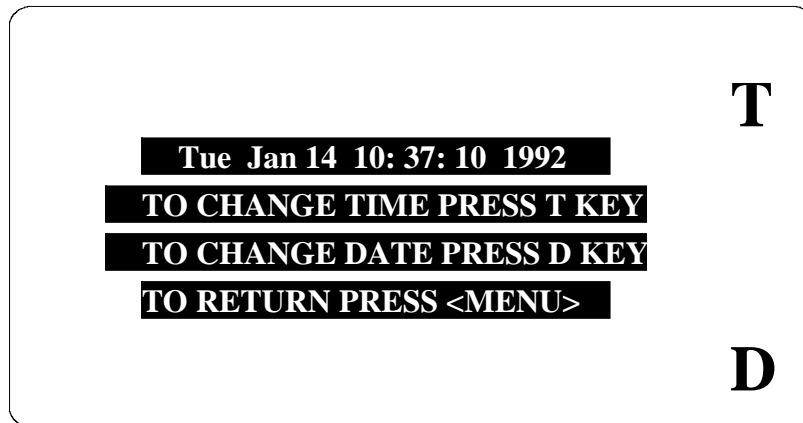 T
Tue Jan 14 10: 37: 10 1992
TO CHANGE TIME PRESS T KEY
TO CHANGE DATE PRESS D KEY
TO RETURN PRESS <MENU>
D